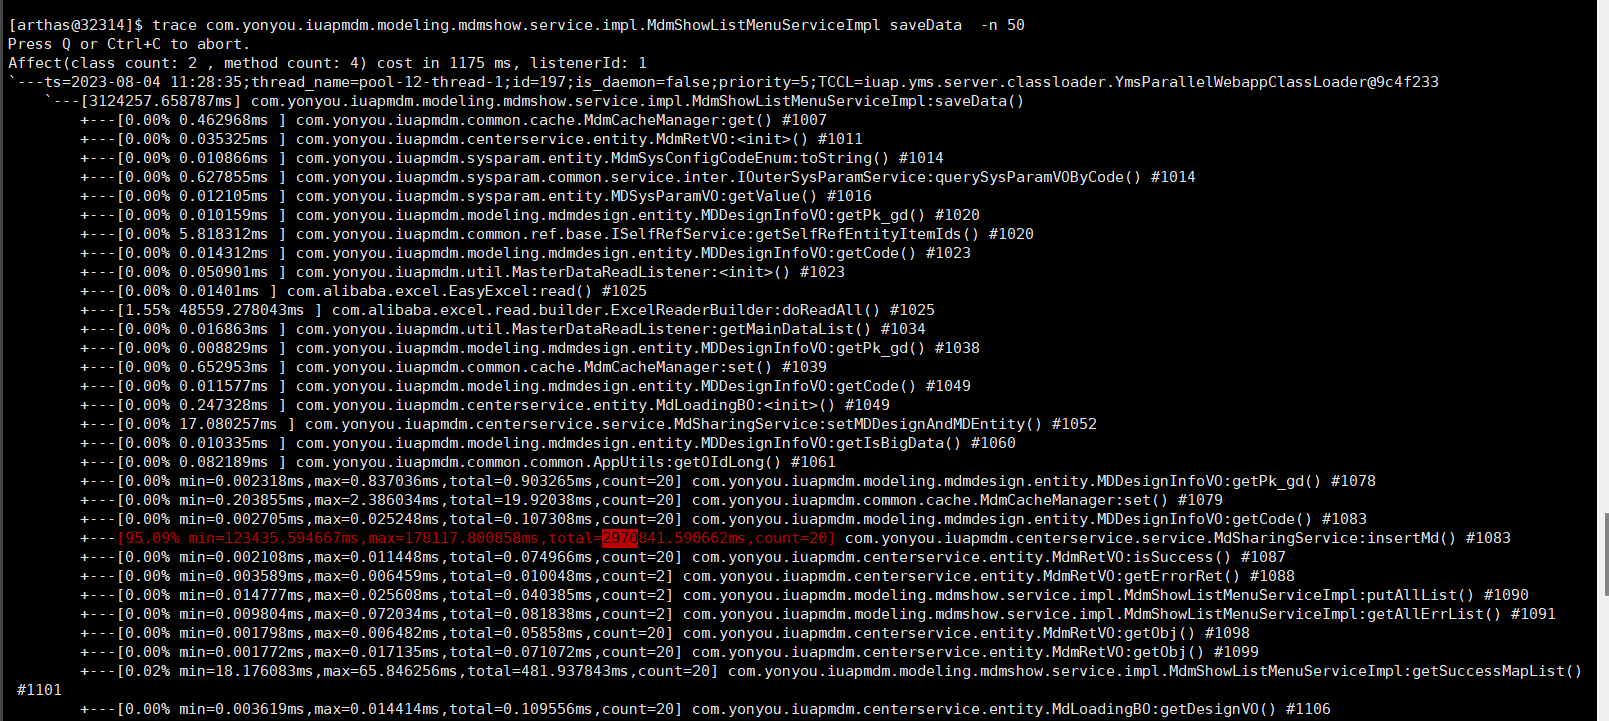 [arthas@32314]$ trace com.yonyou.iuapmdm.modeling.mdmshow.service.impl.MdmShowListMenuServiceImpl saveData  -n 50
Press Q or Ctrl+C to abort.
Affect(class count: 2 , method count: 4) cost in 1175 ms, listenerId: 1
`---ts=2023-08-04 11:28:35;thread_name=pool-12-thread-1;id=197;is_daemon=false;priority=5;TCCL=iuap.yms.server.classloader.YmsParallelWebappClassLoader@9c4f233
    `---[3124257.658787ms] com.yonyou.iuapmdm.modeling.mdmshow.service.impl.MdmShowListMenuServiceImpl:saveData()
        +---[0.00% 0.462968ms ] com.yonyou.iuapmdm.common.cache.MdmCacheManager:get() #1007
        +---[0.00% 0.035325ms ] com.yonyou.iuapmdm.centerservice.entity.MdmRetVO:<init>() #1011
        +---[0.00% 0.010866ms ] com.yonyou.iuapmdm.sysparam.entity.MdmSysConfigCodeEnum:toString() #1014
        +---[0.00% 0.627855ms ] com.yonyou.iuapmdm.sysparam.common.service.inter.IOuterSysParamService:querySysParamVOByCode() #1014
        +---[0.00% 0.012105ms ] com.yonyou.iuapmdm.sysparam.entity.MDSysParamVO:getValue() #1016
        +---[0.00% 0.010159ms ] com.yonyou.iuapmdm.modeling.mdmdesign.entity.MDDesignInfoVO:getPk_gd() #1020
        +---[0.00% 5.818312ms ] com.yonyou.iuapmdm.common.ref.base.ISelfRefService:getSelfRefEntityItemIds() #1020
        +---[0.00% 0.014312ms ] com.yonyou.iuapmdm.modeling.mdmdesign.entity.MDDesignInfoVO:getCode() #1023
        +---[0.00% 0.050901ms ] com.yonyou.iuapmdm.util.MasterDataReadListener:<init>() #1023
        +---[0.00% 0.01401ms ] com.alibaba.excel.EasyExcel:read() #1025
        +---[1.55% 48559.278043ms ] com.alibaba.excel.read.builder.ExcelReaderBuilder:doReadAll() #1025
        +---[0.00% 0.016863ms ] com.yonyou.iuapmdm.util.MasterDataReadListener:getMainDataList() #1034
        +---[0.00% 0.008829ms ] com.yonyou.iuapmdm.modeling.mdmdesign.entity.MDDesignInfoVO:getPk_gd() #1038
        +---[0.00% 0.652953ms ] com.yonyou.iuapmdm.common.cache.MdmCacheManager:set() #1039
        +---[0.00% 0.011577ms ] com.yonyou.iuapmdm.modeling.mdmdesign.entity.MDDesignInfoVO:getCode() #1049
        +---[0.00% 0.247328ms ] com.yonyou.iuapmdm.centerservice.entity.MdLoadingBO:<init>() #1049
        +---[0.00% 17.080257ms ] com.yonyou.iuapmdm.centerservice.service.MdSharingService:setMDDesignAndMDEntity() #1052
        +---[0.00% 0.010335ms ] com.yonyou.iuapmdm.modeling.mdmdesign.entity.MDDesignInfoVO:getIsBigData() #1060
        +---[0.00% 0.082189ms ] com.yonyou.iuapmdm.common.common.AppUtils:getOIdLong() #1061
        +---[0.00% min=0.002318ms,max=0.837036ms,total=0.903265ms,count=20] com.yonyou.iuapmdm.modeling.mdmdesign.entity.MDDesignInfoVO:getPk_gd() #1078
        +---[0.00% min=0.203855ms,max=2.386034ms,total=19.92038ms,count=20] com.yonyou.iuapmdm.common.cache.MdmCacheManager:set() #1079
        +---[0.00% min=0.002705ms,max=0.025248ms,total=0.107308ms,count=20] com.yonyou.iuapmdm.modeling.mdmdesign.entity.MDDesignInfoVO:getCode() #1083
        +---[95.09% min=123435.594667ms,max=178117.800858ms,total=2970841.590662ms,count=20] com.yonyou.iuapmdm.centerservice.service.MdSharingService:insertMd() #1083
        +---[0.00% min=0.002108ms,max=0.011448ms,total=0.074966ms,count=20] com.yonyou.iuapmdm.centerservice.entity.MdmRetVO:isSuccess() #1087
        +---[0.00% min=0.003589ms,max=0.006459ms,total=0.010048ms,count=2] com.yonyou.iuapmdm.centerservice.entity.MdmRetVO:getErrorRet() #1088
        +---[0.00% min=0.014777ms,max=0.025608ms,total=0.040385ms,count=2] com.yonyou.iuapmdm.modeling.mdmshow.service.impl.MdmShowListMenuServiceImpl:putAllList() #1090
        +---[0.00% min=0.009804ms,max=0.072034ms,total=0.081838ms,count=2] com.yonyou.iuapmdm.modeling.mdmshow.service.impl.MdmShowListMenuServiceImpl:getAllErrList() #1091
        +---[0.00% min=0.001798ms,max=0.006482ms,total=0.05858ms,count=20] com.yonyou.iuapmdm.centerservice.entity.MdmRetVO:getObj() #1098
        +---[0.00% min=0.001772ms,max=0.017135ms,total=0.071072ms,count=20] com.yonyou.iuapmdm.centerservice.entity.MdmRetVO:getObj() #1099
        +---[0.02% min=18.176083ms,max=65.846256ms,total=481.937843ms,count=20] com.yonyou.iuapmdm.modeling.mdmshow.service.impl.MdmShowListMenuServiceImpl:getSuccessMapList()
 #1101
        +---[0.00% min=0.003619ms,max=0.014414ms,total=0.109556ms,count=20] com.yonyou.iuapmdm.centerservice.entity.MdLoadingBO:getDesignVO() #1106